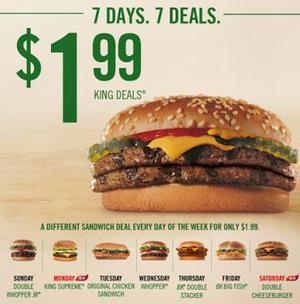 7 DAYS. 7 DEALS.
$1 99
KING DEALS®
A DIFFERENT SANDWICH DEAL EVERY DAY OF THE WEEK FOR ONLY $1.99.
SUNDAY
DOUBLE
WHOPPER JR®
MONDAY
KING SUPREME®
TUESDAY
ORIGINAL CHICKEN
SANDWICH
WEDNESDAY
WHOPPER®
THURSDAY
BK® DOUBLE
STACKER
FRIDAY
BK BIG FISH®
SATURDAY
DOUBLE
CHEESEBURGER